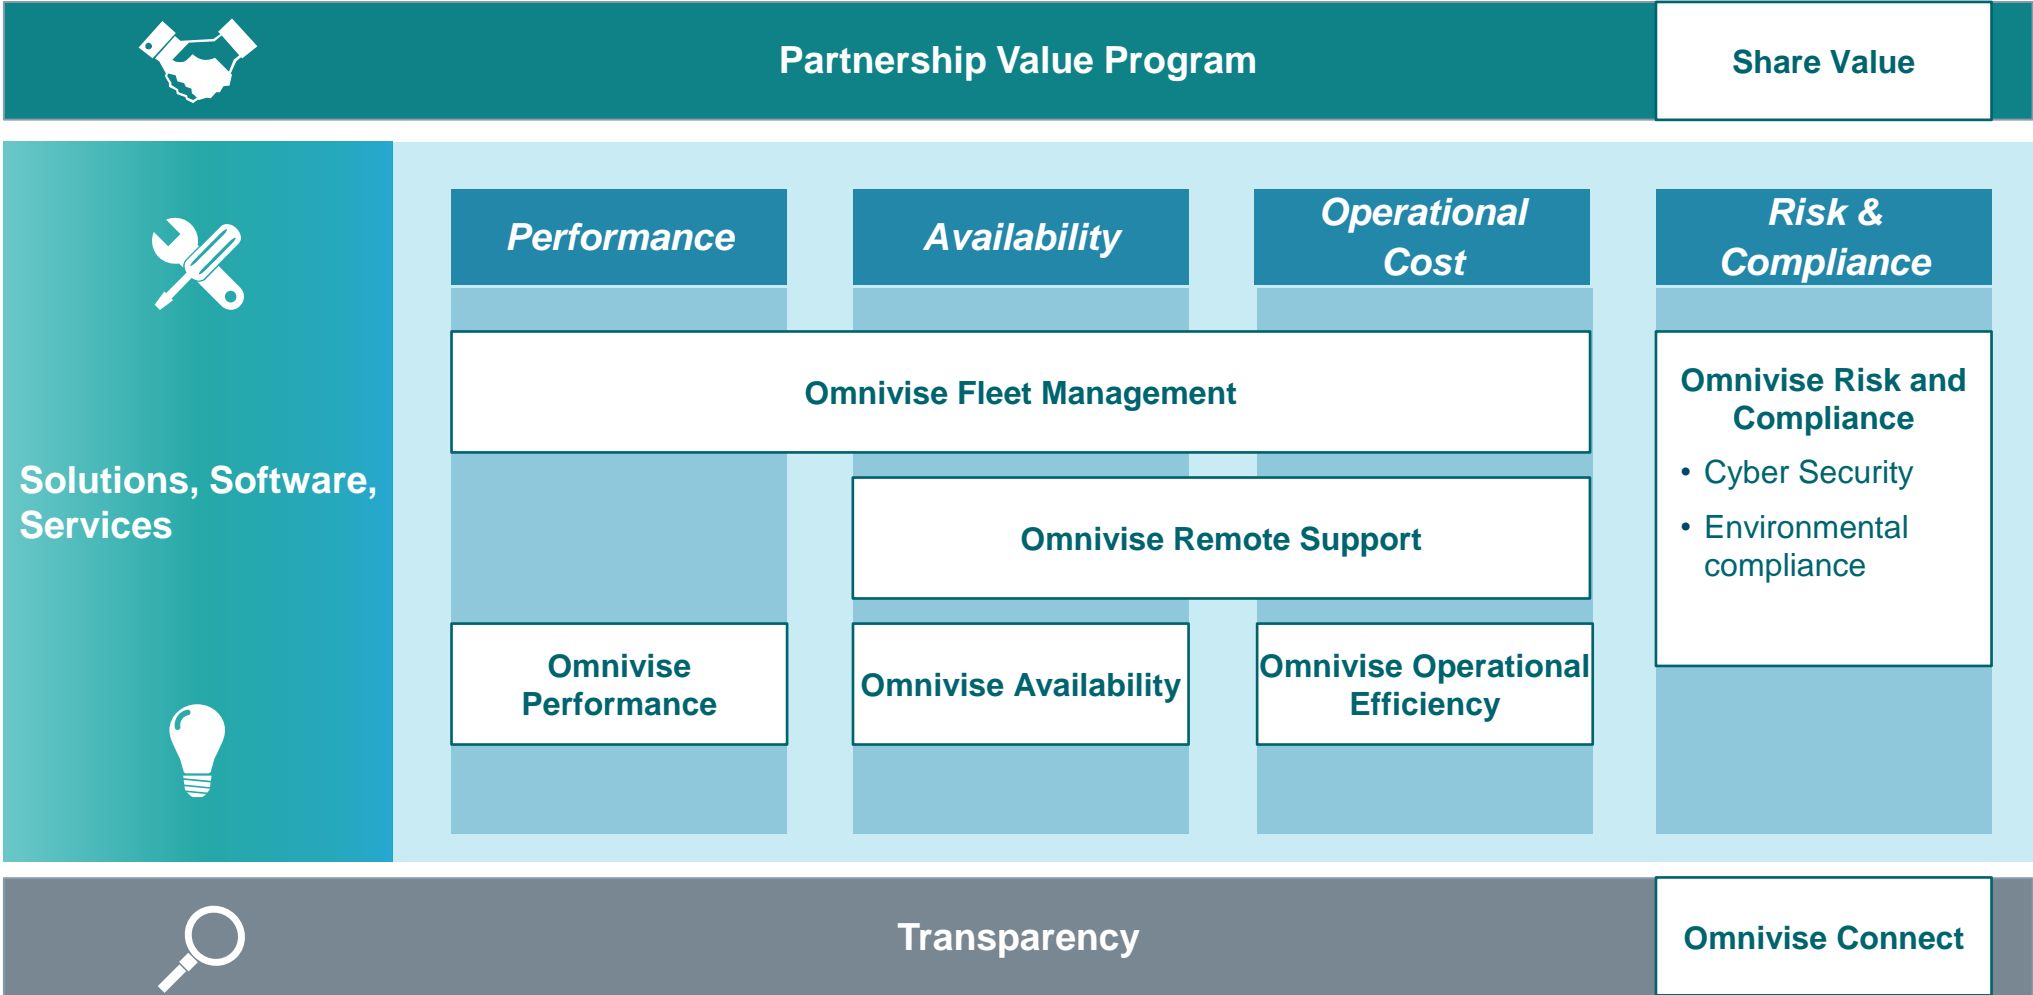 Partnership Value Program
Share Value
Solutions, Software,
Services
Performance
Availability
Operational
Cost
Risk &
Compliance
Omnivise Fleet Management
Omnivise Remote Support
Omnivise
Performance
Omnivise Availability
Omnivise Operational
Efficiency
Omnivise Risk and
Compliance
• Cyber Security
• Environmental
compliance
Transparency
Omnivise Connect